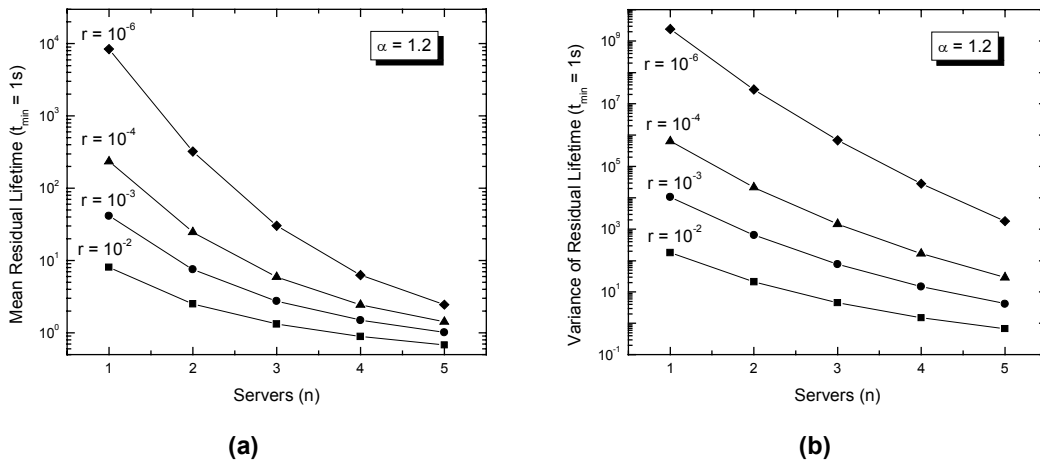 Mean Residual Lifetime (t_min = 1s)
10^4
10^3
10^2
10^1
10^0
r = 10^-6
r = 10^-4
r = 10^-3
r = 10^-2
α = 1.2
1 2 3 4 5
Servers (n)
(a)
Variance of Residual Lifetime (t_min = 1s)
10^9
10^7
10^5
10^3
10^1
10^-1
r = 10^-6
r = 10^-4
r = 10^-3
r = 10^-2
α = 1.2
1 2 3 4 5
Servers (n)
(b)